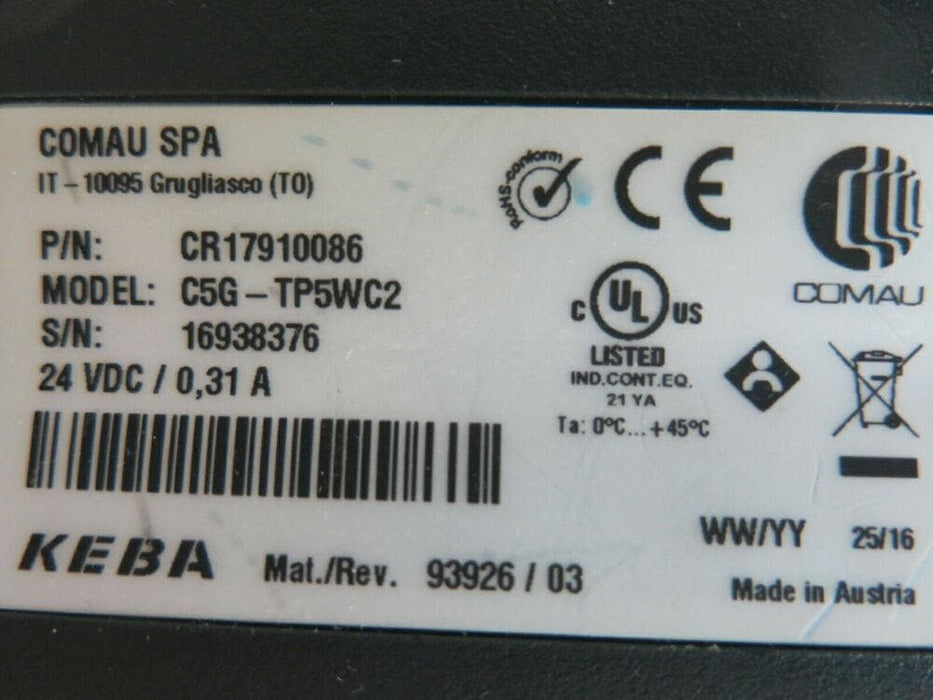 COMAU SPA
IT – 10095 Grugliasco (TO)
RoHS-conform
CE
P/N: CR17910086
MODEL: C5G – TP5WC2
S/N: 16938376
24 VDC / 0,31 A
COMAU
C UL US
LISTED
IND.CONT.EQ.
21 YA
Ta: 0°C...+45°C
KEBA
Mat./Rev. 93926 / 03
WW/YY 25/16
Made in Austria